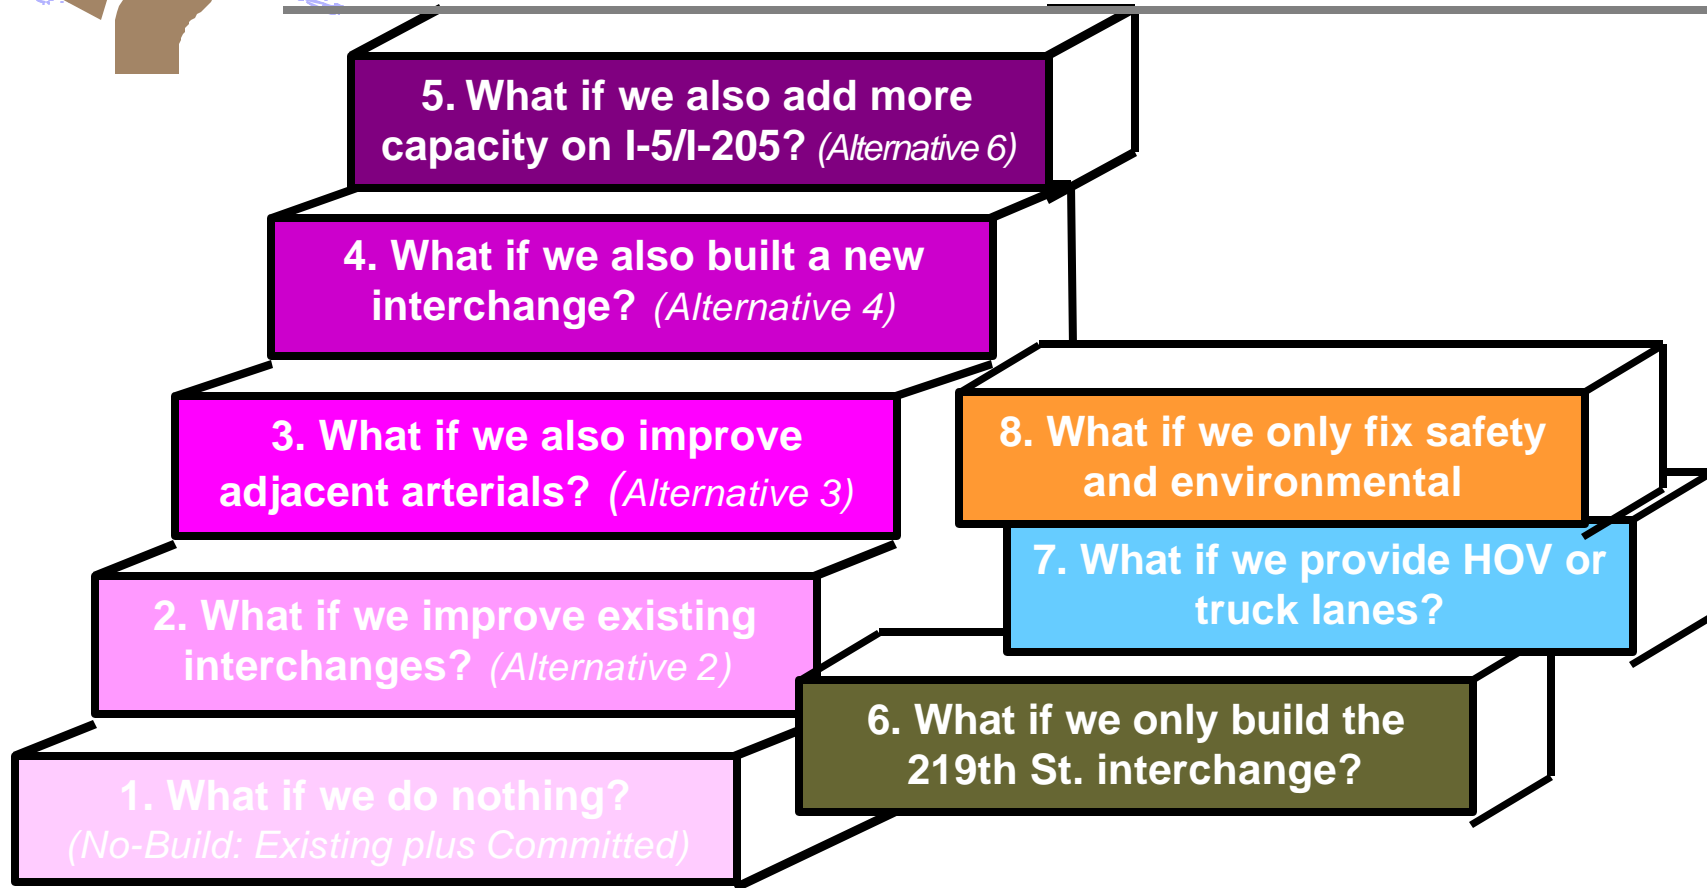 5. What if we also add more
capacity on I-5/I-205? (Alternative 6)
4. What if we also built a new
interchange? (Alternative 4)
3. What if we also improve
adjacent arterials? (Alternative 3)
2. What if we improve existing
interchanges? (Alternative 2)
1. What if we do nothing?
(No-Build: Existing plus Committed)
8. What if we only fix safety
and environmental
7. What if we provide HOV or
truck lanes?
6. What if we only build the
219th St. interchange?